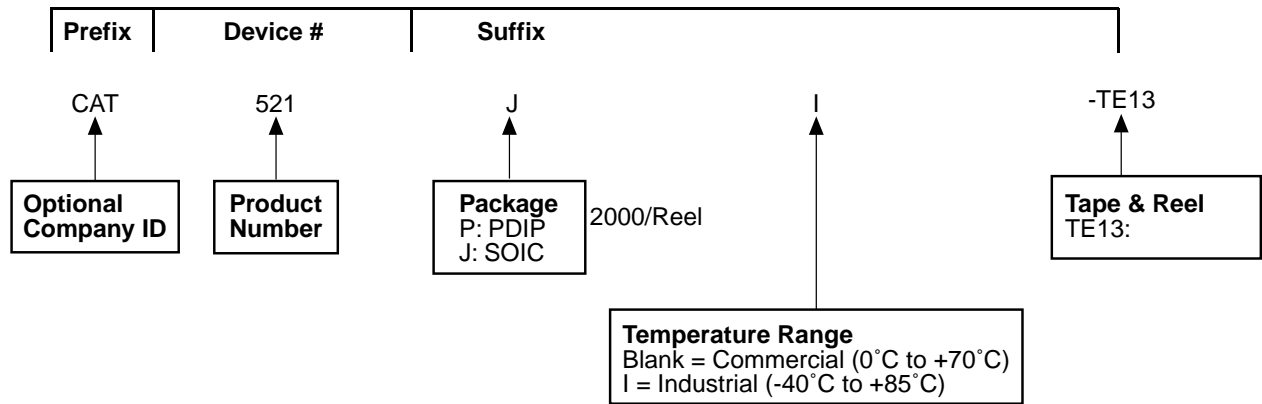 Prefix Device # Suffix
CAT 521 J I -TE13
Optional
Company ID
Product
Number
Package
P: PDIP
J: SOIC
2000/Reel
Tape & Reel
TE13:
Temperature Range
Blank = Commercial (0˚C to +70˚C)
I = Industrial (-40˚C to +85˚C)